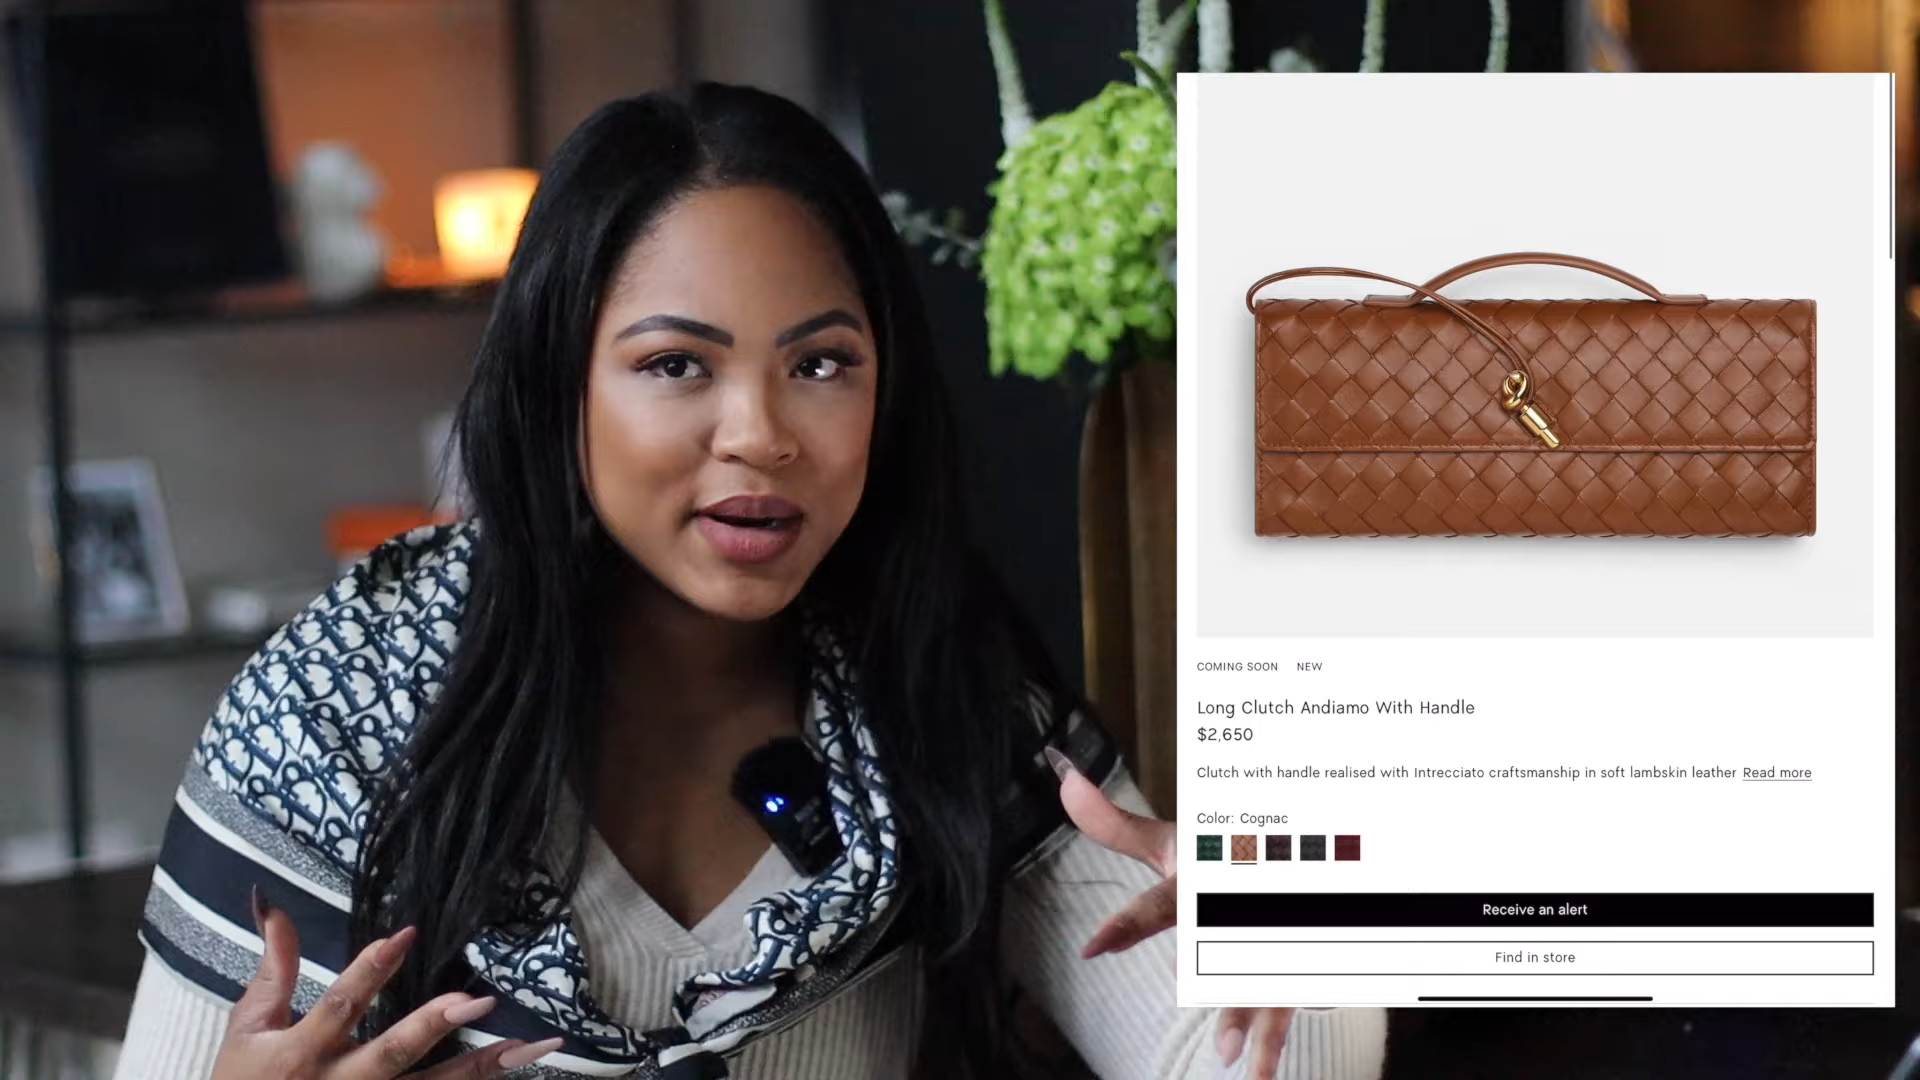 COMING SOON NEW
Long Clutch Andiamo With Handle
$2,650
Clutch with handle realised with Intrecciato craftsmanship in soft lambskin leather Read more
Color: Cognac
Receive an alert
Find in store